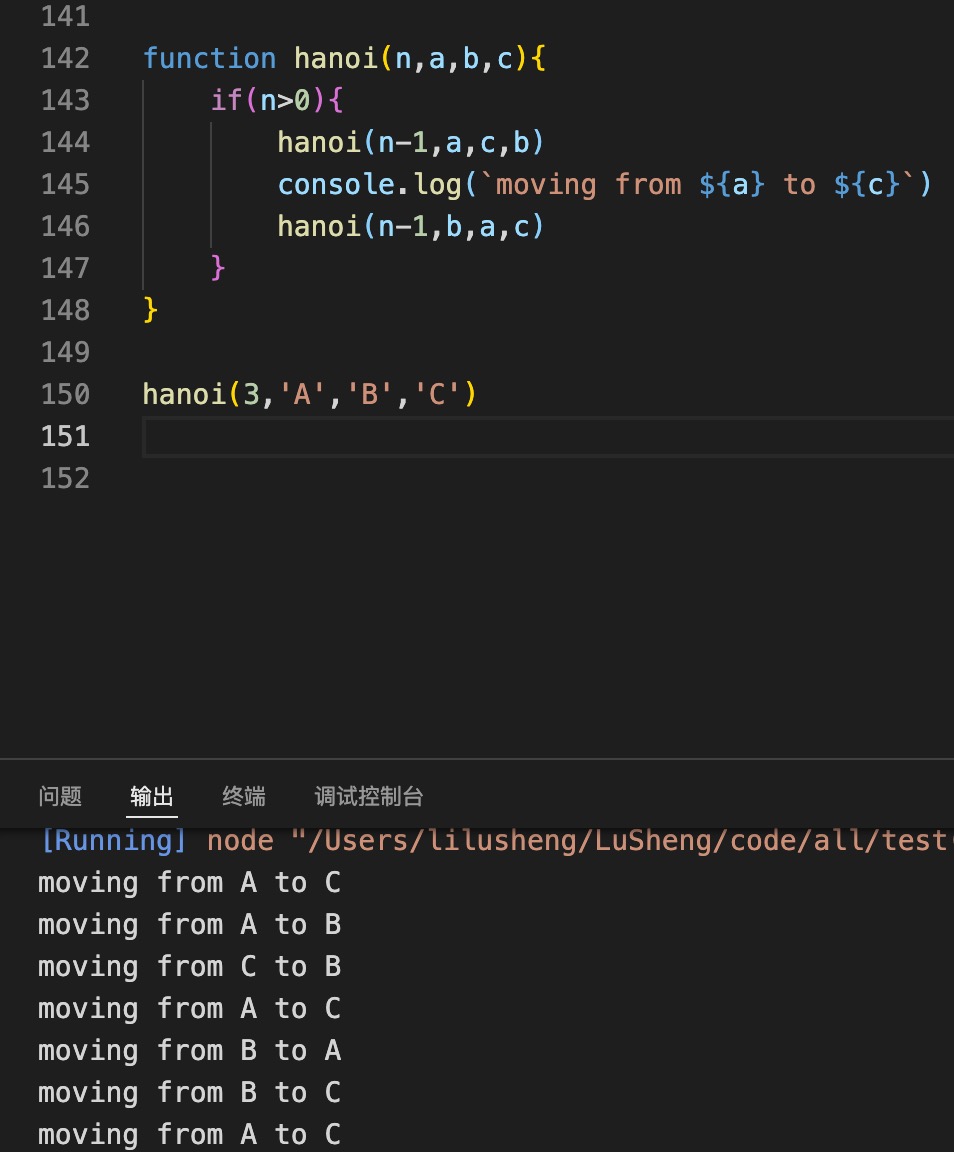 141
142 function hanoi(n,a,b,c){
143 if(n>0){
144 hanoi(n-1,a,c,b)
145 console.log(`moving from ${a} to ${c}`)
146 hanoi(n-1,b,a,c)
147 }
148 }
149
150 hanoi(3,'A','B','C')
151
152
问题 输出 终端 调试控制台
[Running] node "/Users/lilusheng/LuSheng/code/all/test
moving from A to C
moving from A to B
moving from C to B
moving from A to C
moving from B to A
moving from B to C
moving from A to C